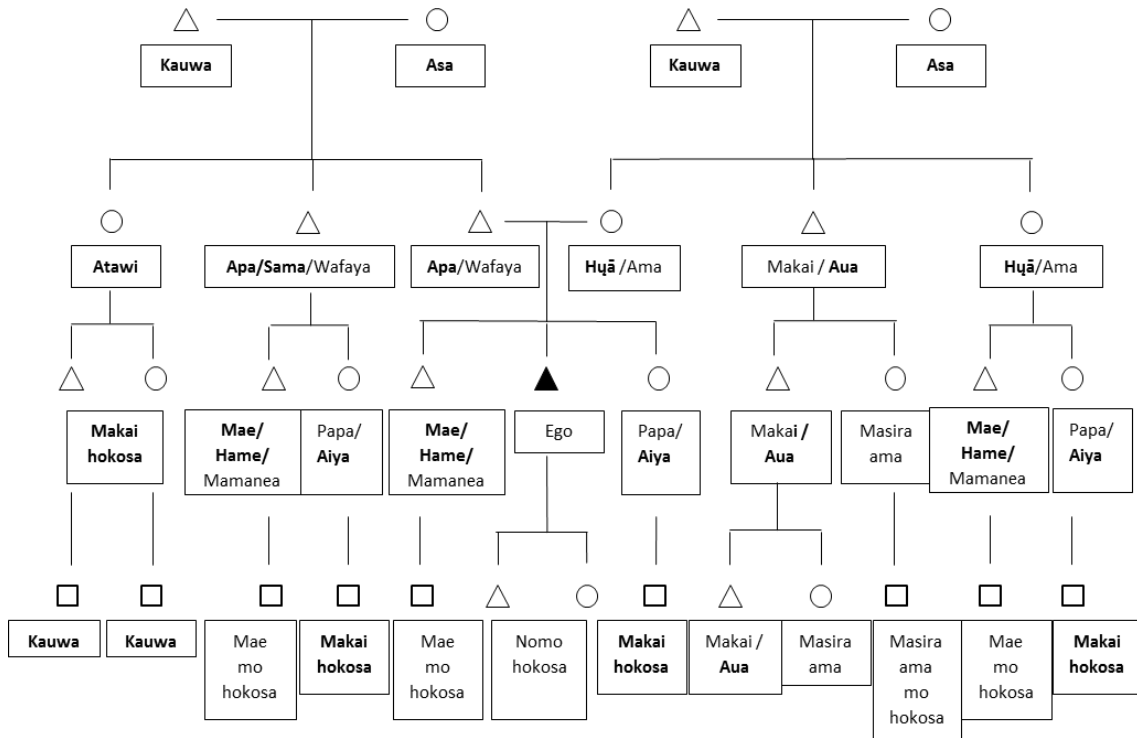 Kauwa
Asa
Kauwa
Asa
Atawi
Apa/Sama/Wafaya
Apa/Wafaya
Hų̄ā /Ama
Makai / Aua
Hų̄ā/Ama
Makai
hokosa
Mae/
Hame/
Mamanea
Papa/
Aiya
Mae/
Hame/
Mamanea
Ego
Papa/
Aiya
Makai /
Aua
Masira
ama
Mae/
Hame/
Mamanea
Papa/
Aiya
Kauwa
Kauwa
Mae
mo
hokosa
Makai
hokosa
Mae
mo
hokosa
Nomo
hokosa
Makai
hokosa
Makai /
Aua
Masira
ama
Masira
ama
mo
hokosa
Mae
mo
hokosa
Makai
hokosa